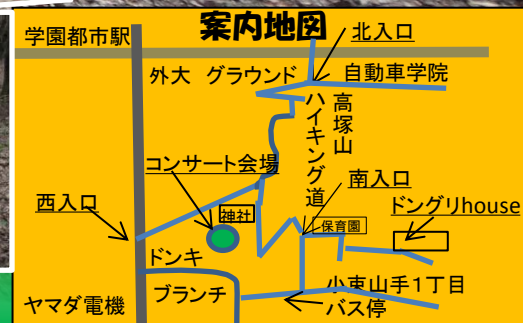 案内地図
学園都市駅
北入口
外大 グラウンド
自動車学院
高塚山
ハイキング道
コンサート会場
南入口
西入口
神社
保育園
ドングリhouse
ドンキ
ブランチ
小束山手1丁目
バス停
ヤマダ電機